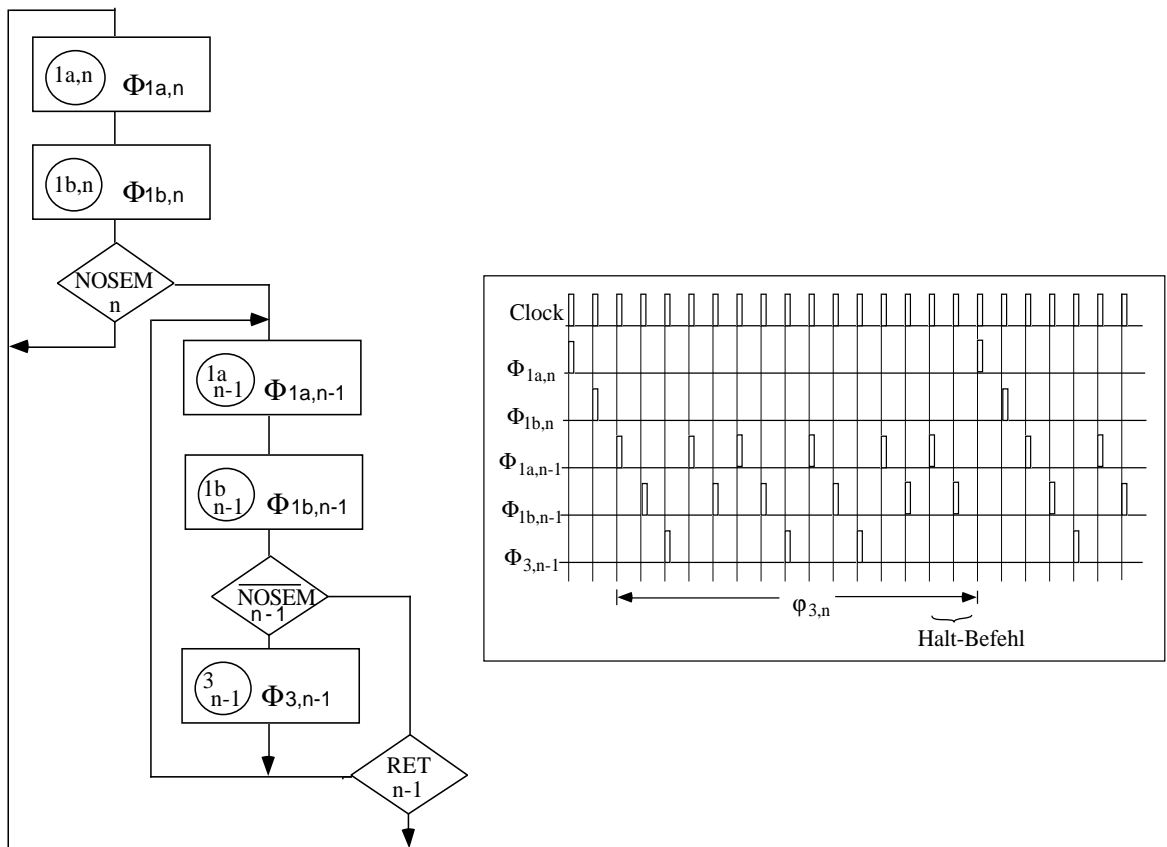 1a,n Φ1a,n
1b,n Φ1b,n
NOSEM
n
1a
n-1 Φ1a,n-1
1b
n-1 Φ1b,n-1
NOSEM
n-1
3
n-1 Φ3,n-1
RET
n-1
Clock
Φ1a,n
Φ1b,n
Φ1a,n-1
Φ1b,n-1
Φ3,n-1
φ3,n
Halt-Befehl